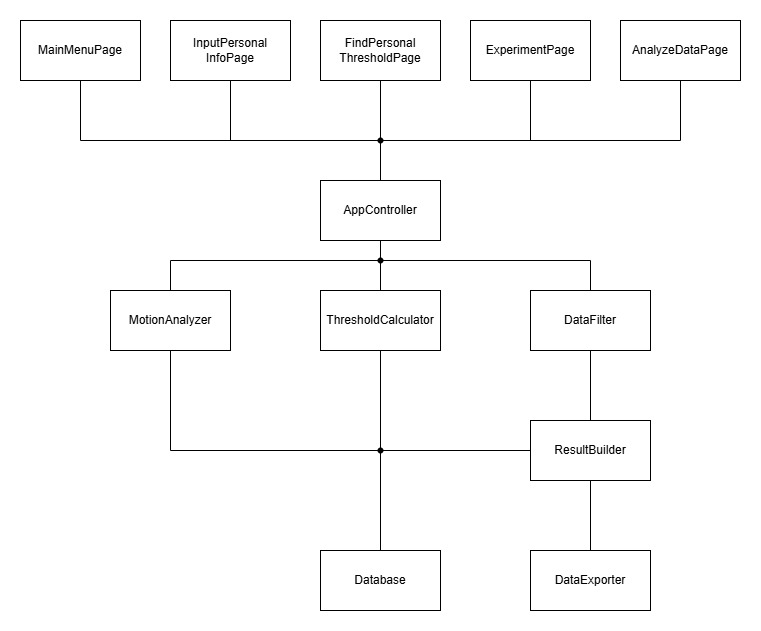 MainMenuPage
InputPersonal
InfoPage
FindPersonal
ThresholdPage
ExperimentPage
AnalyzeDataPage
AppController
MotionAnalyzer
ThresholdCalculator
DataFilter
ResultBuilder
Database
DataExporter